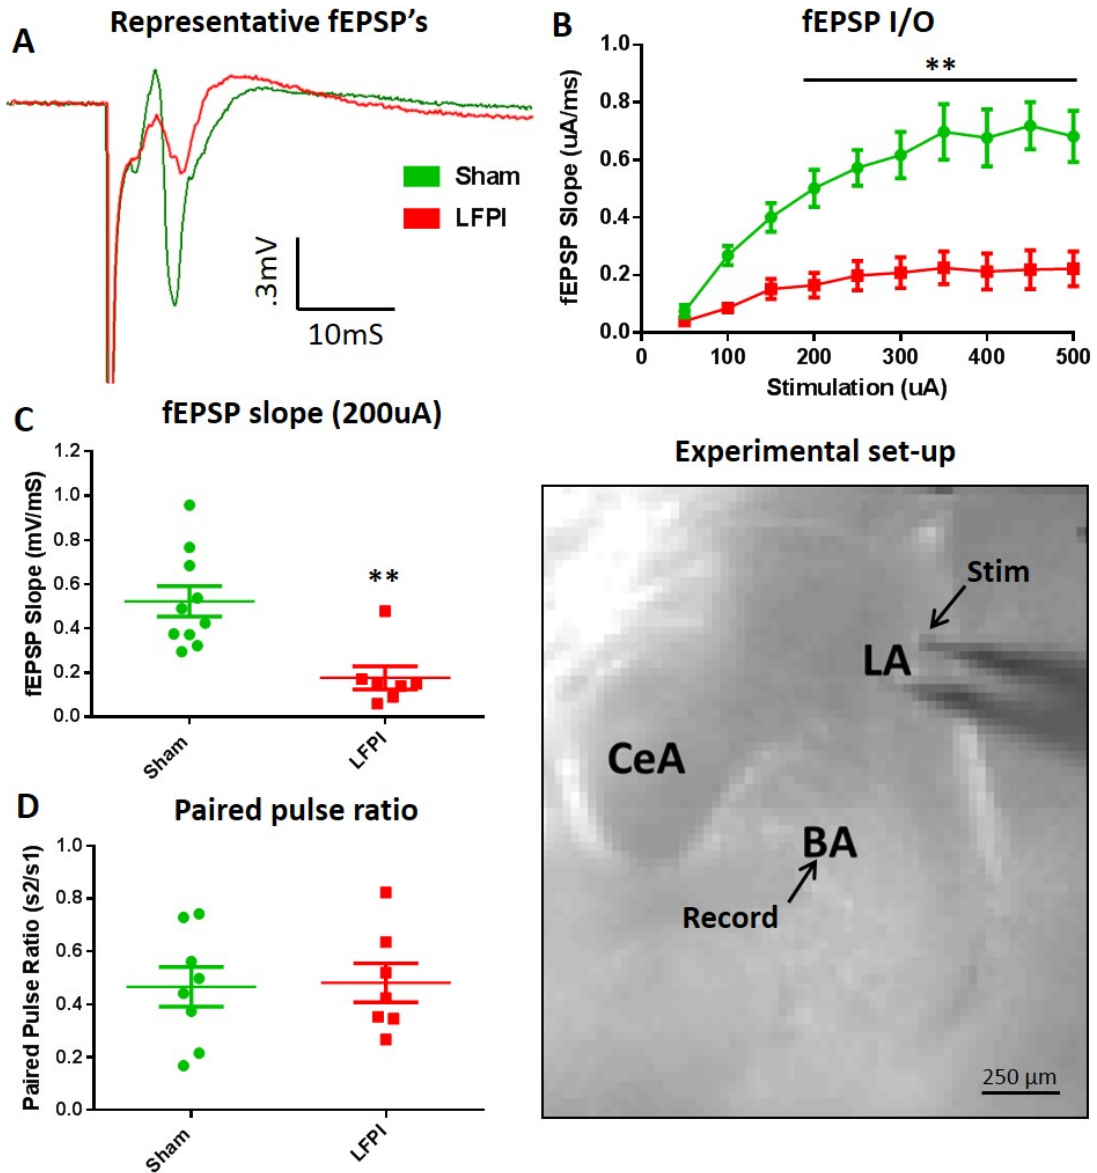 A
Representative fEPSP's
Sham
LFPI
.3mV
10mS
B
fEPSP I/O
**
fEPSP Slope (uA/ms)
1.0
0.8
0.6
0.4
0.2
0.0
0 100 200 300 400 500
Stimulation (uA)
C
fEPSP slope (200uA)
fEPSP Slope (mV/mS)
1.2
1.0
0.8
0.6
0.4
0.2
0.0
**
Sham LFPI
Experimental set-up
Stim
LA
CeA
BA
Record
250 µm
D
Paired pulse ratio
Paired Pulse Ratio (s2/s1)
1.0
0.8
0.6
0.4
0.2
0.0
Sham LFPI